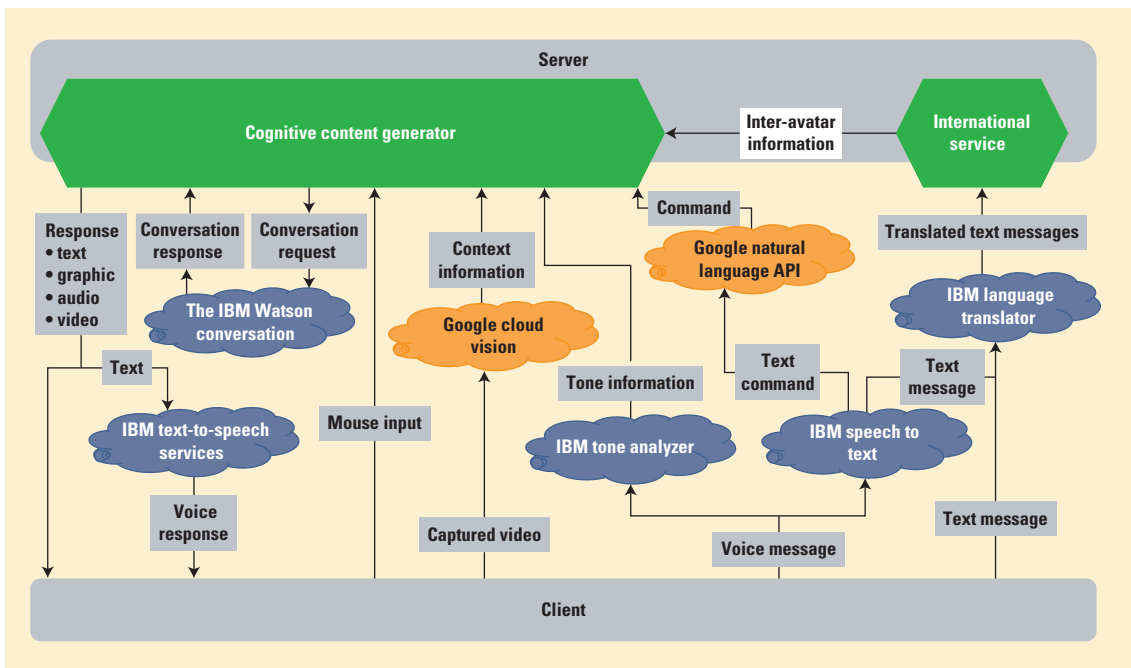 Server
Cognitive content generator
Inter-avatar
information
International
service
Response
• text
• graphic
• audio
• video
Conversation
response
Conversation
request
Context
information
Command
Google natural
language API
Translated text messages
The IBM Watson
conversation
Google cloud
vision
IBM language
translator
Text
Mouse input
Tone information
Text
command
Text
message
IBM text-to-speech
services
IBM tone analyzer
IBM speech to
text
Voice
response
Captured video
Voice message
Text message
Client